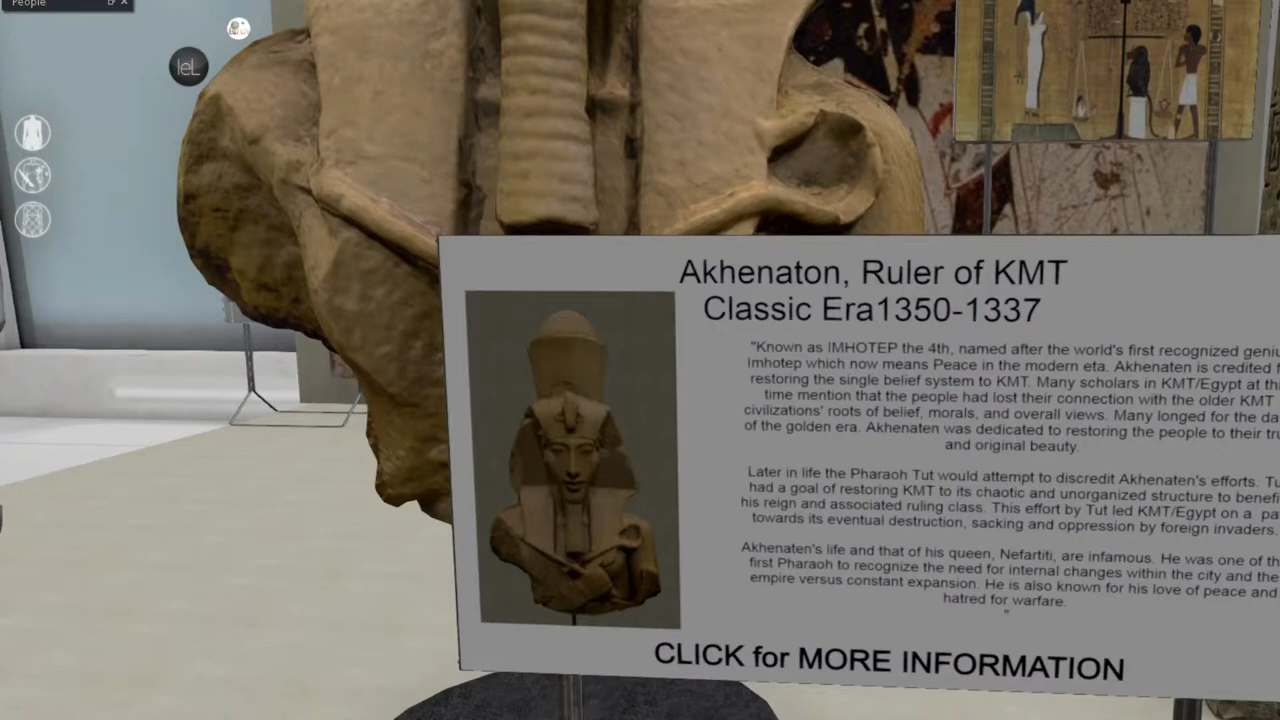 People
leL
Akhenaton, Ruler of KMT
Classic Era1350-1337
"Known as IMHOTEP the 4th, named after the world's first recognized
Imhotep which now means Peace in the modern eta. Akhenaten is credited
restoring the single belief system to KMT. Many scholars in KMT/Egypt at
time mention that the people had lost their connection with the older KMT
civilizations' roots of belief, morals, and overall views. Many longed for the
of the golden era. Akhenaten was dedicated to restoring the people to their
and original beauty.
Later in life the Pharaoh Tut would attempt to discredit Akhenaten's efforts.
had a goal of restoring KMT to its chaotic and unorganized structure to
his reign and associated ruling class. This effort by Tut led KMT/Egypt on a
towards its eventual destruction, sacking and oppression by foreign invaders.
Akhenaten's life and that of his queen, Nefartiti, are infamous. He was one of
first Pharaoh to recognize the need for internal changes within the city and the
empire versus constant expansion. He is also known for his love of peace and
hatred for warfare.
"
CLICK for MORE INFORMATION